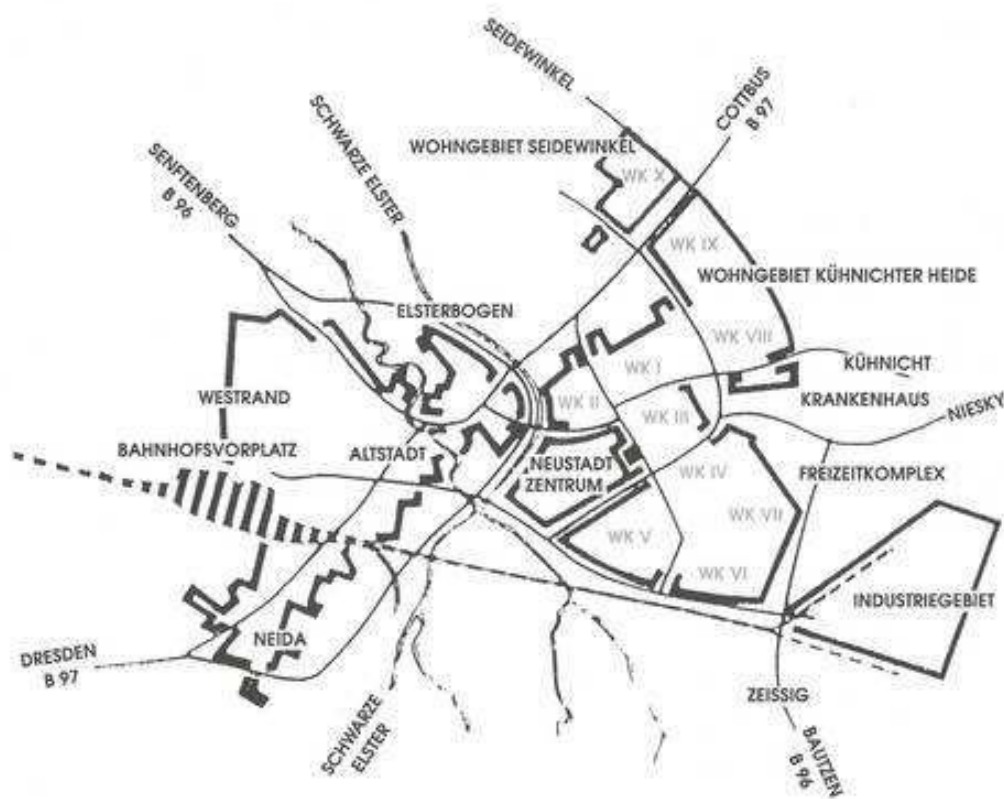 SEIDEWINKEL
COTTBUS
B 97
SCHWARZE ELSTER
WOHNGEBIET SEIDEWINKEL
WK X
SENFTENBERG
B 96
WK IX
WOHNGEBIET KÜHNICHTER HEIDE
ELSTERBOGEN
WK VIII
WK I
KÜHNICHT
WESTRAND
WK II
KRANKENHAUS
WK III
NIESKY
BAHNHOFSVORPLATZ
ALTSTADT
NEUSTADT
ZENTRUM
WK IV
FREIZEITKOMPLEX
WK VII
WK V
WK VI
INDUSTRIEGEBIET
NEIDA
DRESDEN
B 97
ZEISSIG
SCHWARZE
ELSTER
BAUTZEN
B 96